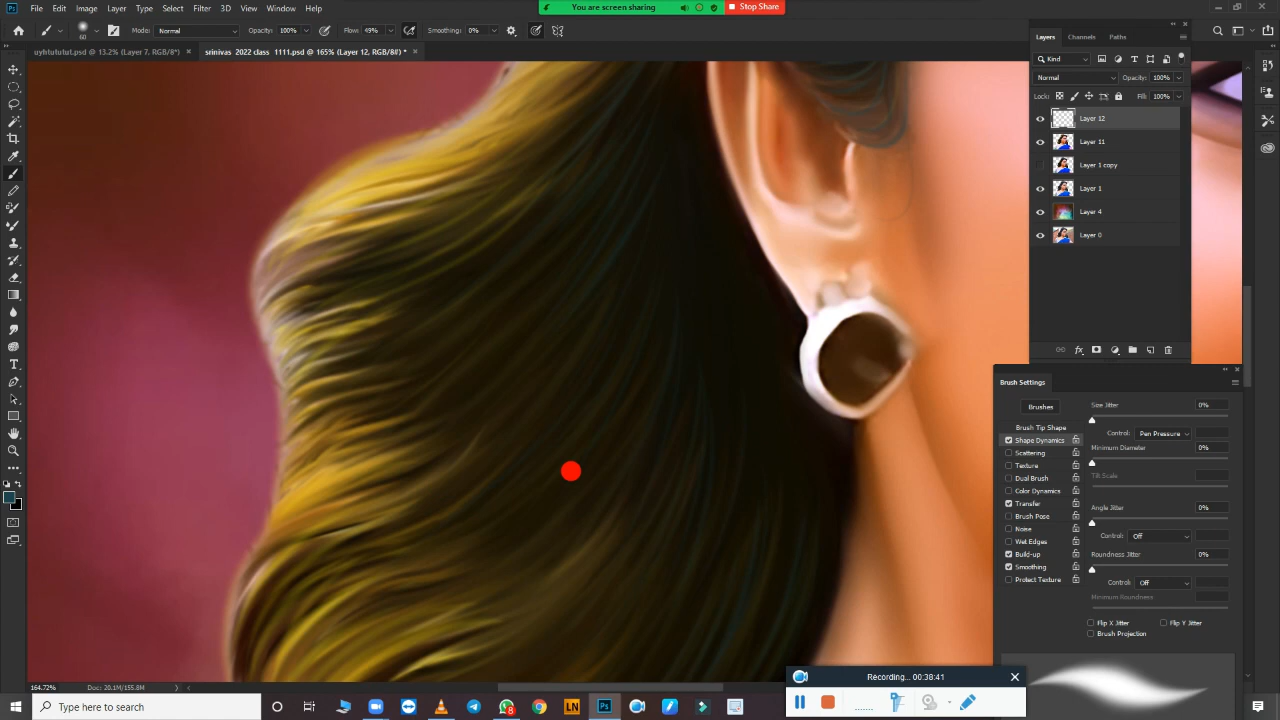 You are screen sharing
Stop Share
File Edit Image Layer Type Select Filter 3D View Window Help
Mode: Normal Opacity: 100% Flow: 49% Smoothing: 0%
uyhtututut.psd @ 13.2% (Layer 7, RGB/8*) × srinivas 2022 class 1111.psd @ 165% (Layer 12, RGB/8#) * ×
Layers Channels Paths
Kind
Normal Opacity: 100%
Lock: Fill: 100%
Layer 12
Layer 11
Layer 1 copy
Layer 1
Layer 4
Layer 0
Brush Settings
Brushes
Brush Tip Shape
Shape Dynamics
Scattering
Texture
Dual Brush
Color Dynamics
Transfer
Brush Pose
Noise
Wet Edges
Build-up
Smoothing
Protect Texture
Size Jitter 0%
Control: Pen Pressure
Minimum Diameter 0%
Tilt Scale
Angle Jitter 0%
Control: Off
Roundness Jitter 0%
Control: Off
Minimum Roundness
Flip X Jitter Flip Y Jitter
Brush Projection
164.72% Doc: 20.1M/155.8M
Recording... 00:38:41
Type here to search